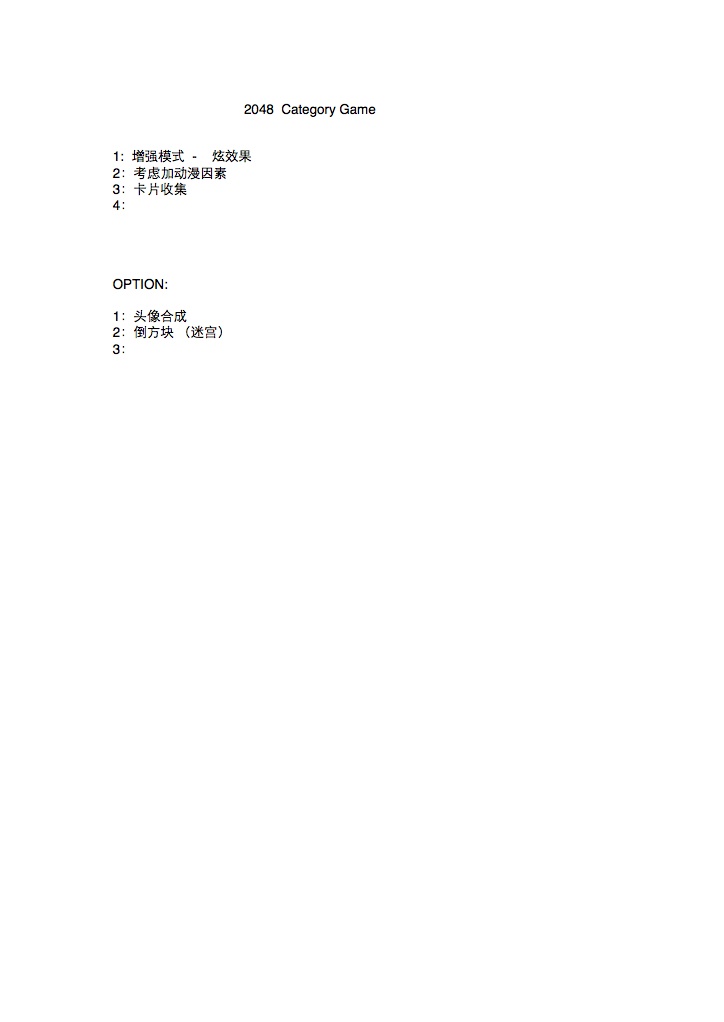 2048  Category Game
1:  增强模式  -    炫效果
2：考虑加动漫因素
3：卡片收集
4：
OPTION:
1：头像合成
2：倒方块 （迷宫）
3：